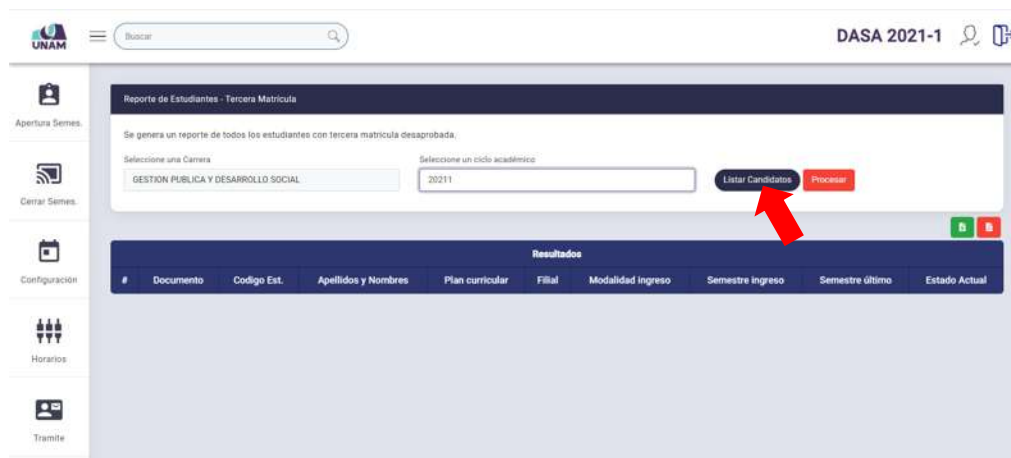 UNAM
Buscar
DASA 2021-1
Apertura Semes.
Cerrar Semes.
Configuración
Horarios
Tramite
Reporte de Estudiantes - Tercera Matrícula
Se genera un reporte de todos los estudiantes con tercera matricula desaprobada.
Seleccione una Carrera
Seleccione un ciclo académico
GESTION PUBLICA Y DESARROLLO SOCIAL
20211
Listar Candidatos
Procesar
Resultados
# Documento Codigo Est. Apellidos y Nombres Plan curricular Filial Modalidad ingreso Semestre ingreso Semestre último Estado Actual